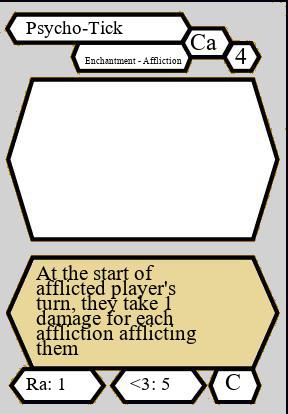 Psycho-Tick
Ca
Enchantment - Affliction
4
At the start of
afflicted player's
turn, they take 1
damage for each
affliction afflicting
them
Ra: 1
<3: 5
C